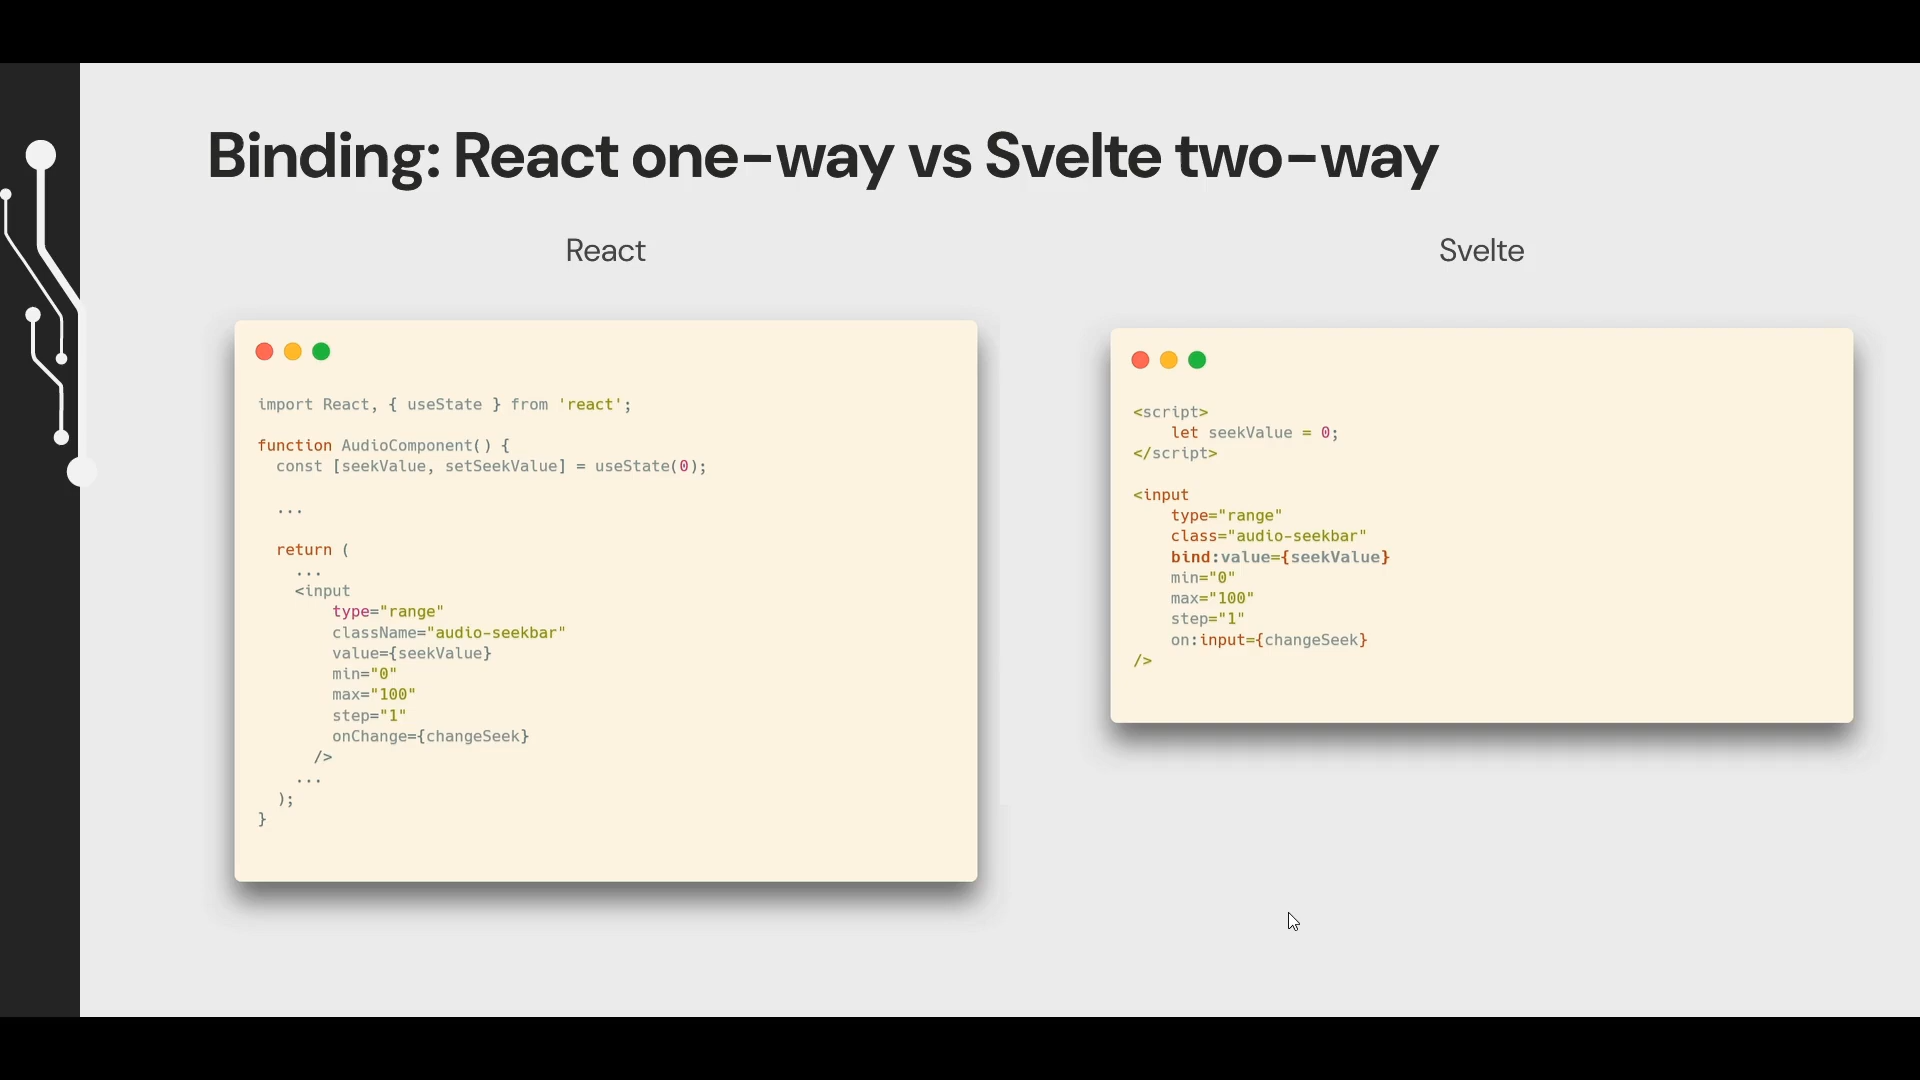 Binding: React one-way vs Svelte two-way
React
import React, { useState } from 'react';
function AudioComponent() {
const [seekValue, setSeekValue] = useState(0);
...
return (
...
<input
type="range"
className="audio-seekbar"
value={seekValue}
min="0"
max="100"
step="1"
onChange={changeSeek}
/>
...
);
}
Svelte
<script>
let seekValue = 0;
</script>
<input
type="range"
class="audio-seekbar"
bind:value={seekValue}
min="0"
max="100"
step="1"
on:input={changeSeek}
/>